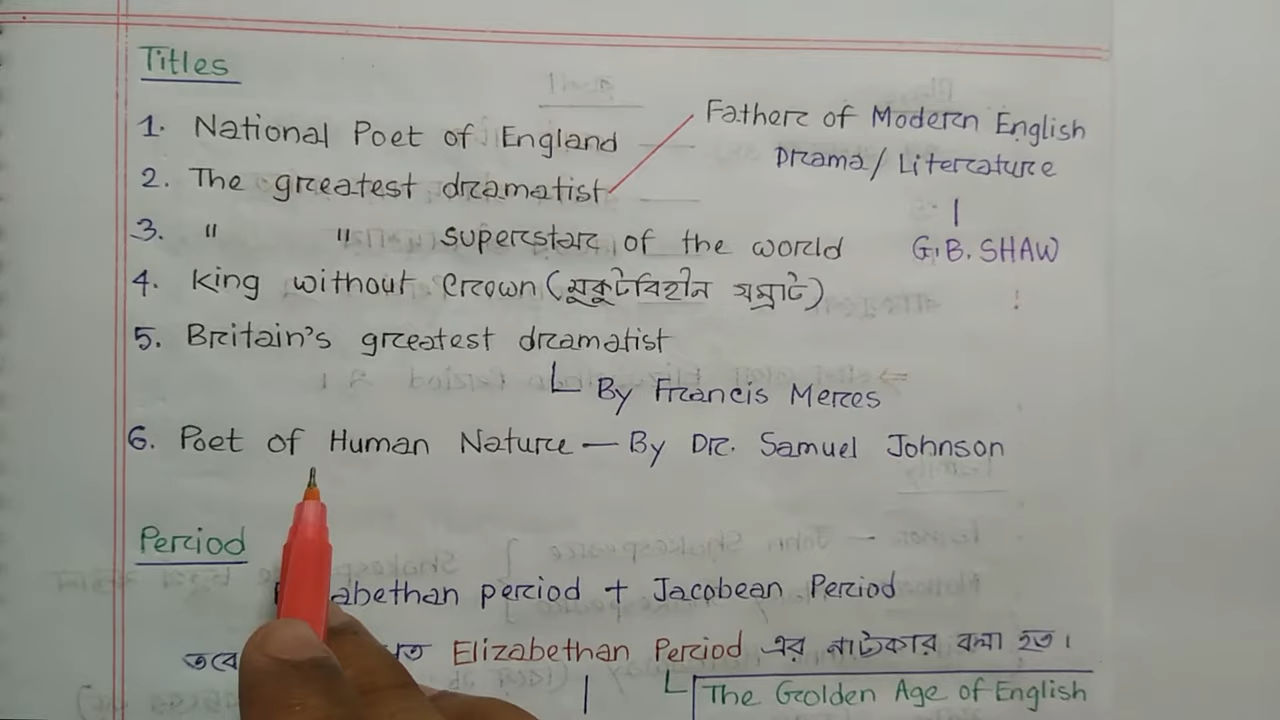 Titles
1. National Poet of England
2. The greatest dramatist
Father of Modern English
Drama/ Literature
G.B. SHAW
3. " " superstar of the world
4. King without Crown (মুকুটবিহীন সম্রাট)
5. Britain's greatest dramatist
By Francis Meres
6. Poet of Human Nature — By Dr. Samuel Johnson
Period
abethan period + Jacobean Period
তবে Elizabethan Period এর নাট্যকার বলা হত।
The Golden Age of English